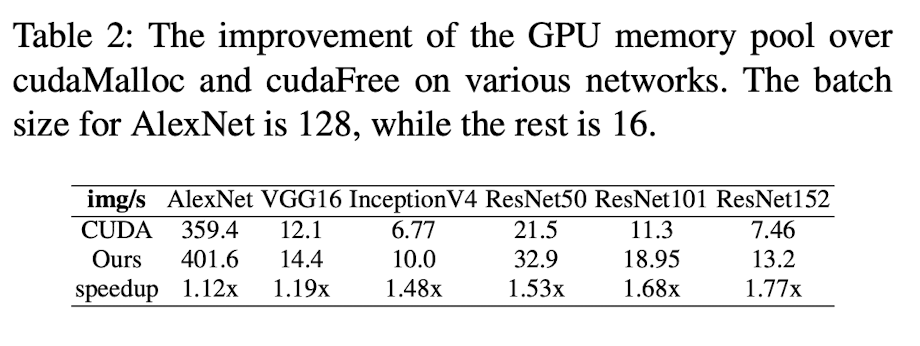 Table 2: The improvement of the GPU memory pool over
cudaMalloc and cudaFree on various networks. The batch
size for AlexNet is 128, while the rest is 16.
img/s AlexNet VGG16 InceptionV4 ResNet50 ResNet101 ResNet152
CUDA 359.4 12.1 6.77 21.5 11.3 7.46
Ours 401.6 14.4 10.0 32.9 18.95 13.2
speedup 1.12x 1.19x 1.48x 1.53x 1.68x 1.77x